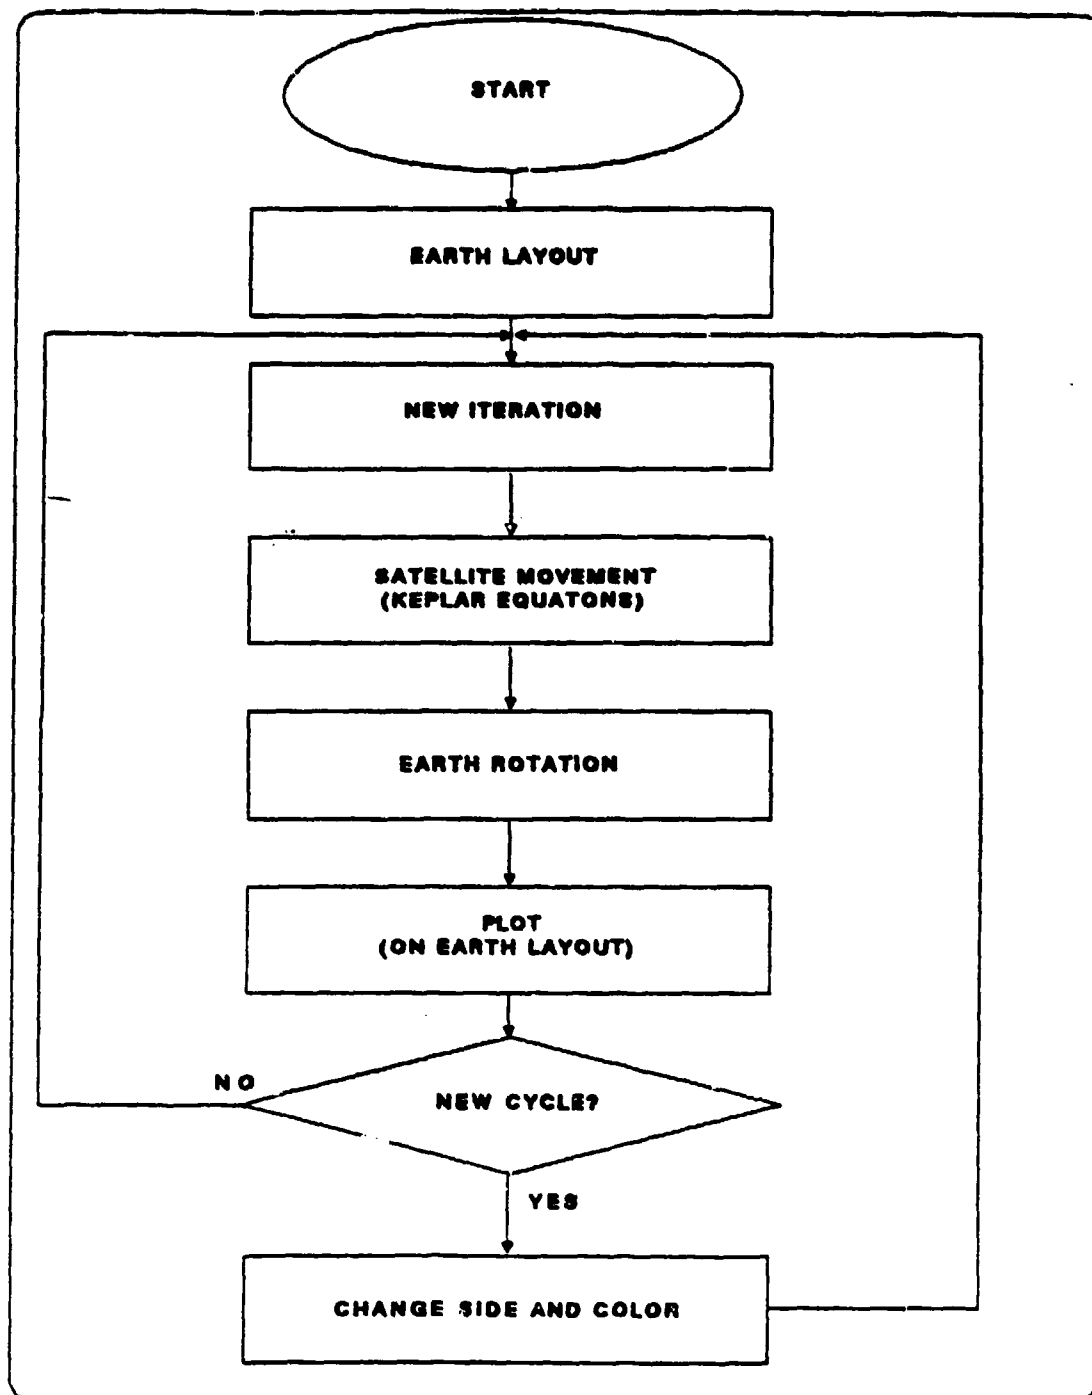 START
EARTH LAYOUT
NEW ITERATION
SATELLITE MOVEMENT
(KEPLAR EQUATONS)
EARTH ROTATION
PLOT
(ON EARTH LAYOUT)
NEW CYCLE?
NO
YES
CHANGE SIDE AND COLOR